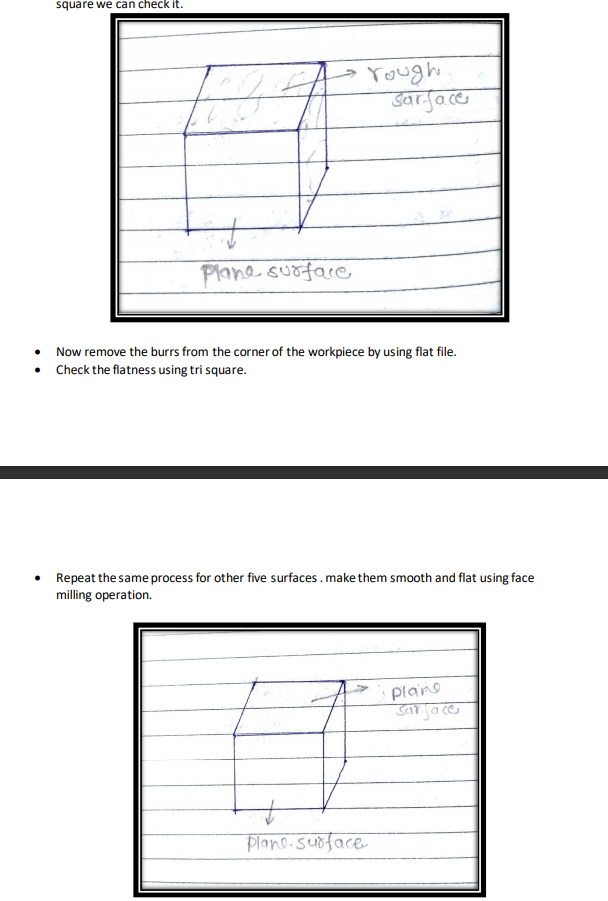 square we can check it.
rough
surface
Plane surface
• Now remove the burrs from the corner of the workpiece by using flat file.
• Check the flatness using tri square.
• Repeat the same process for other five surfaces . make them smooth and flat using face
milling operation.
plane
surface
plane surface